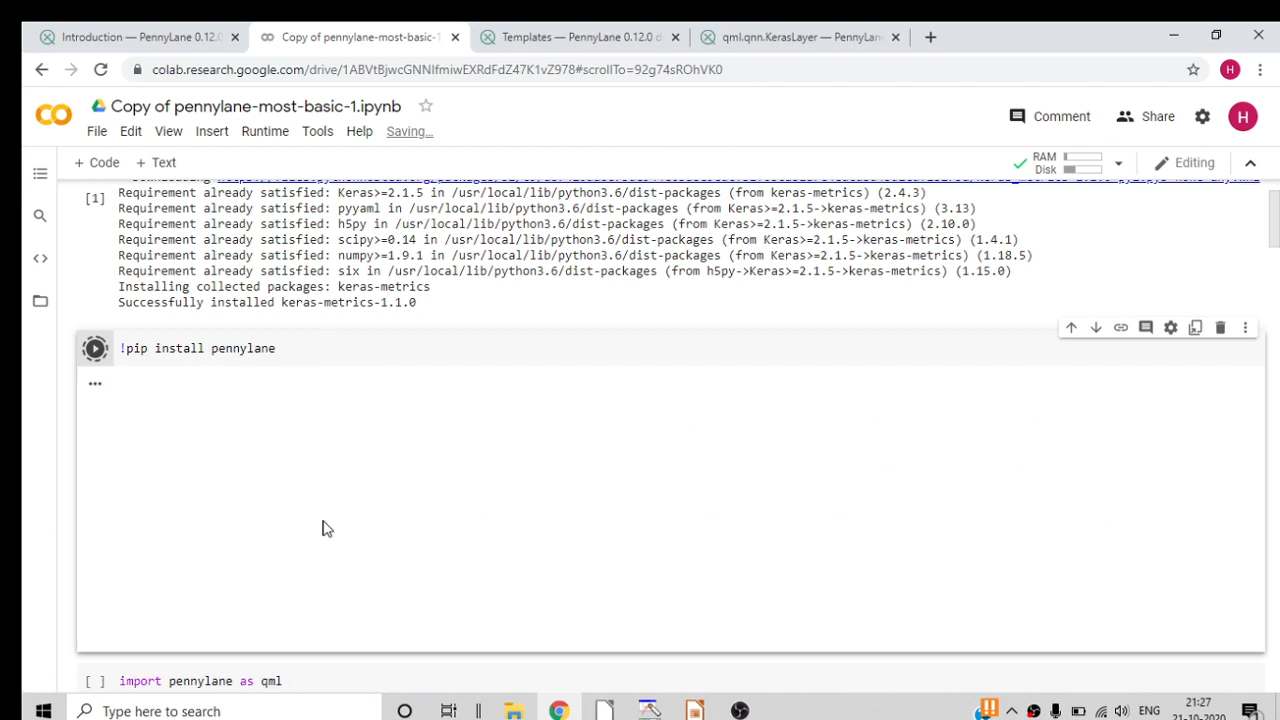 Introduction — PennyLane 0.12.0
Copy of pennylane-most-basic-1
Templates — PennyLane 0.12.0 d
qml.qnn.KerasLayer — PennyLane
colab.research.google.com/drive/1ABVtBjwcGNNIfmiwEXRdFdZ47K1vZ978#scrollTo=92g74sROhVK0
H
Copy of pennylane-most-basic-1.ipynb
Comment
Share
H
File Edit View Insert Runtime Tools Help Saving...
+ Code + Text
RAM
Disk
Editing
[1]
Requirement already satisfied: Keras>=2.1.5 in /usr/local/lib/python3.6/dist-packages (from keras-metrics) (2.4.3)
Requirement already satisfied: pyyaml in /usr/local/lib/python3.6/dist-packages (from Keras>=2.1.5->keras-metrics) (3.13)
Requirement already satisfied: h5py in /usr/local/lib/python3.6/dist-packages (from Keras>=2.1.5->keras-metrics) (2.10.0)
Requirement already satisfied: scipy>=0.14 in /usr/local/lib/python3.6/dist-packages (from Keras>=2.1.5->keras-metrics) (1.4.1)
Requirement already satisfied: numpy>=1.9.1 in /usr/local/lib/python3.6/dist-packages (from Keras>=2.1.5->keras-metrics) (1.18.5)
Requirement already satisfied: six in /usr/local/lib/python3.6/dist-packages (from h5py->Keras>=2.1.5->keras-metrics) (1.15.0)
Installing collected packages: keras-metrics
Successfully installed keras-metrics-1.1.0
!pip install pennylane
...
[ ] import pennylane as qml
Type here to search
ENG
21:27
21-10-2020